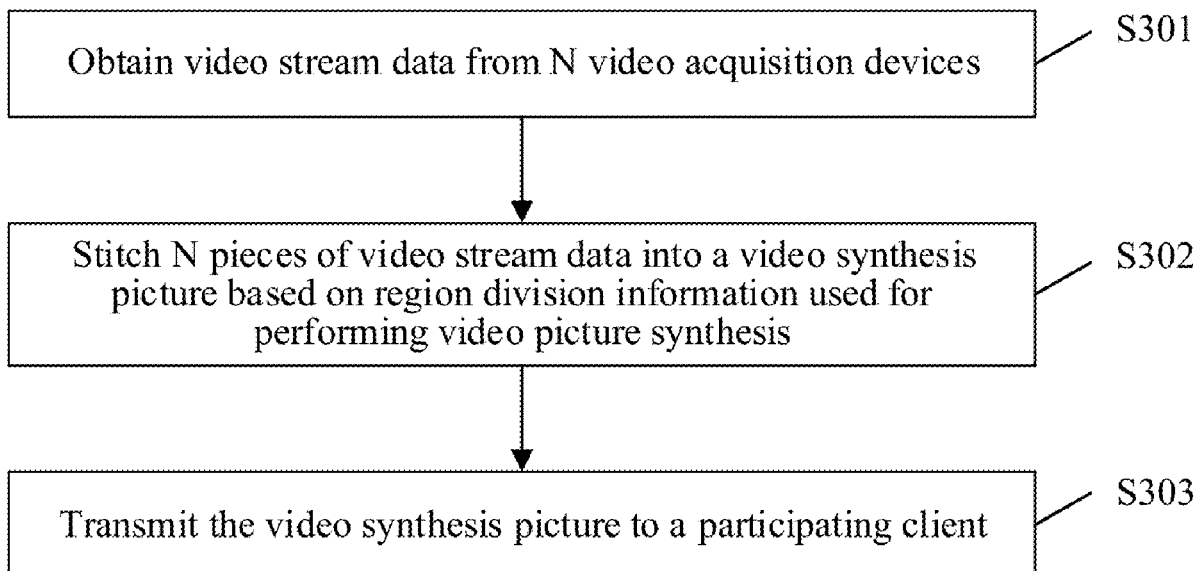 Obtain video stream data from N video acquisition devices
S301
Stitch N pieces of video stream data into a video synthesis
picture based on region division information used for
performing video picture synthesis
S302
Transmit the video synthesis picture to a participating client
S303